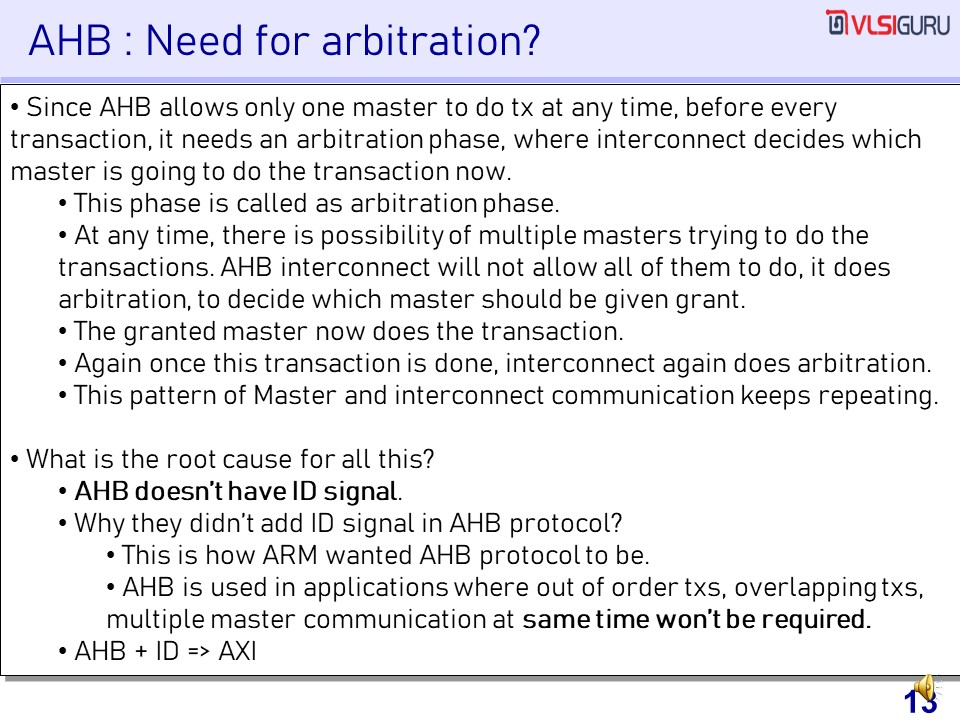 AHB : Need for arbitration?
VLSIGURU
• Since AHB allows only one master to do tx at any time, before every
transaction, it needs an arbitration phase, where interconnect decides which
master is going to do the transaction now.
• This phase is called as arbitration phase.
• At any time, there is possibility of multiple masters trying to do the
transactions. AHB interconnect will not allow all of them to do, it does
arbitration, to decide which master should be given grant.
• The granted master now does the transaction.
• Again once this transaction is done, interconnect again does arbitration.
• This pattern of Master and interconnect communication keeps repeating.
• What is the root cause for all this?
• AHB doesn't have ID signal.
• Why they didn't add ID signal in AHB protocol?
• This is how ARM wanted AHB protocol to be.
• AHB is used in applications where out of order txs, overlapping txs,
multiple master communication at same time won't be required.
• AHB + ID => AXI
13